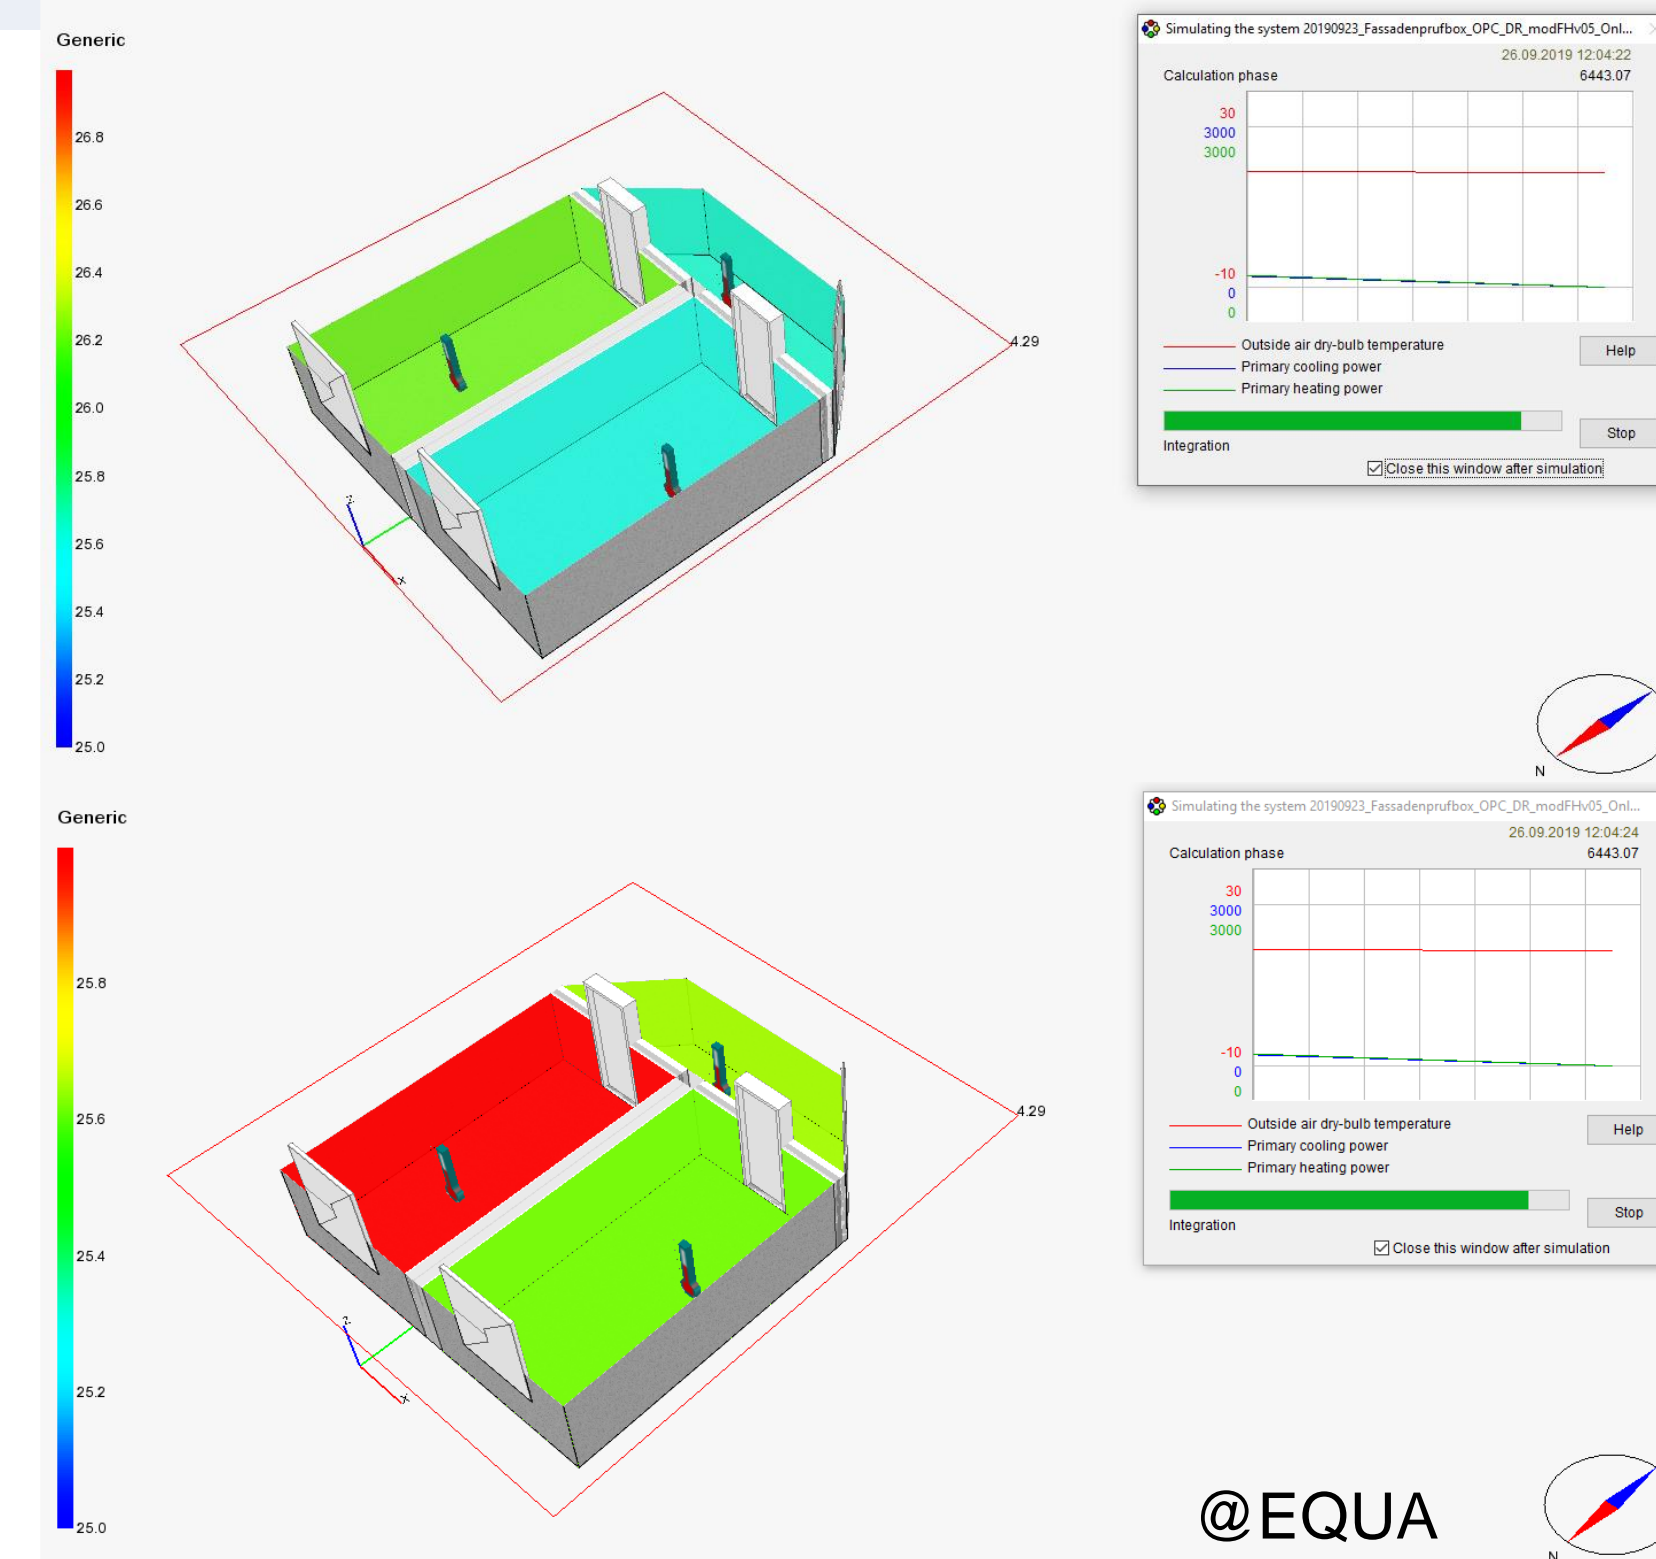 Generic
26.8
26.6
26.4
26.2
26.0
25.8
25.6
25.4
25.2
25.0
4.29
z
x
Simulating the system 20190923_Fassadenprufbox_OPC_DR_modFHv05_Onl...
26.09.2019 12:04:22
Calculation phase 6443.07
30
3000
3000
-10
0
0
Outside air dry-bulb temperature
Primary cooling power
Primary heating power
Help
Integration
Stop
Close this window after simulation
N
Generic
25.8
25.6
25.4
25.2
25.0
4.29
z
x
Simulating the system 20190923_Fassadenprufbox_OPC_DR_modFHv05_Onl...
26.09.2019 12:04:24
Calculation phase 6443.07
30
3000
3000
-10
0
0
Outside air dry-bulb temperature
Primary cooling power
Primary heating power
Help
Integration
Stop
Close this window after simulation
@EQUA
N